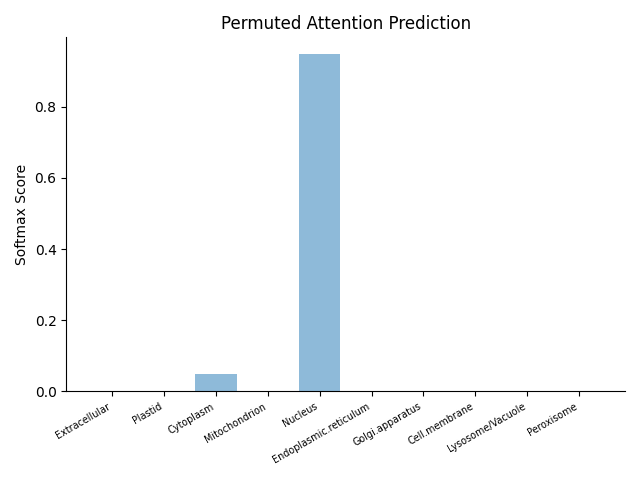 Permuted Attention Prediction
Softmax Score
0.8
0.6
0.4
0.2
0.0
Extracellular
Plastid
Cytoplasm
Mitochondrion
Nucleus
Endoplasmic.reticulum
Golgi.apparatus
Cell.membrane
Lysosome/Vacuole
Peroxisome